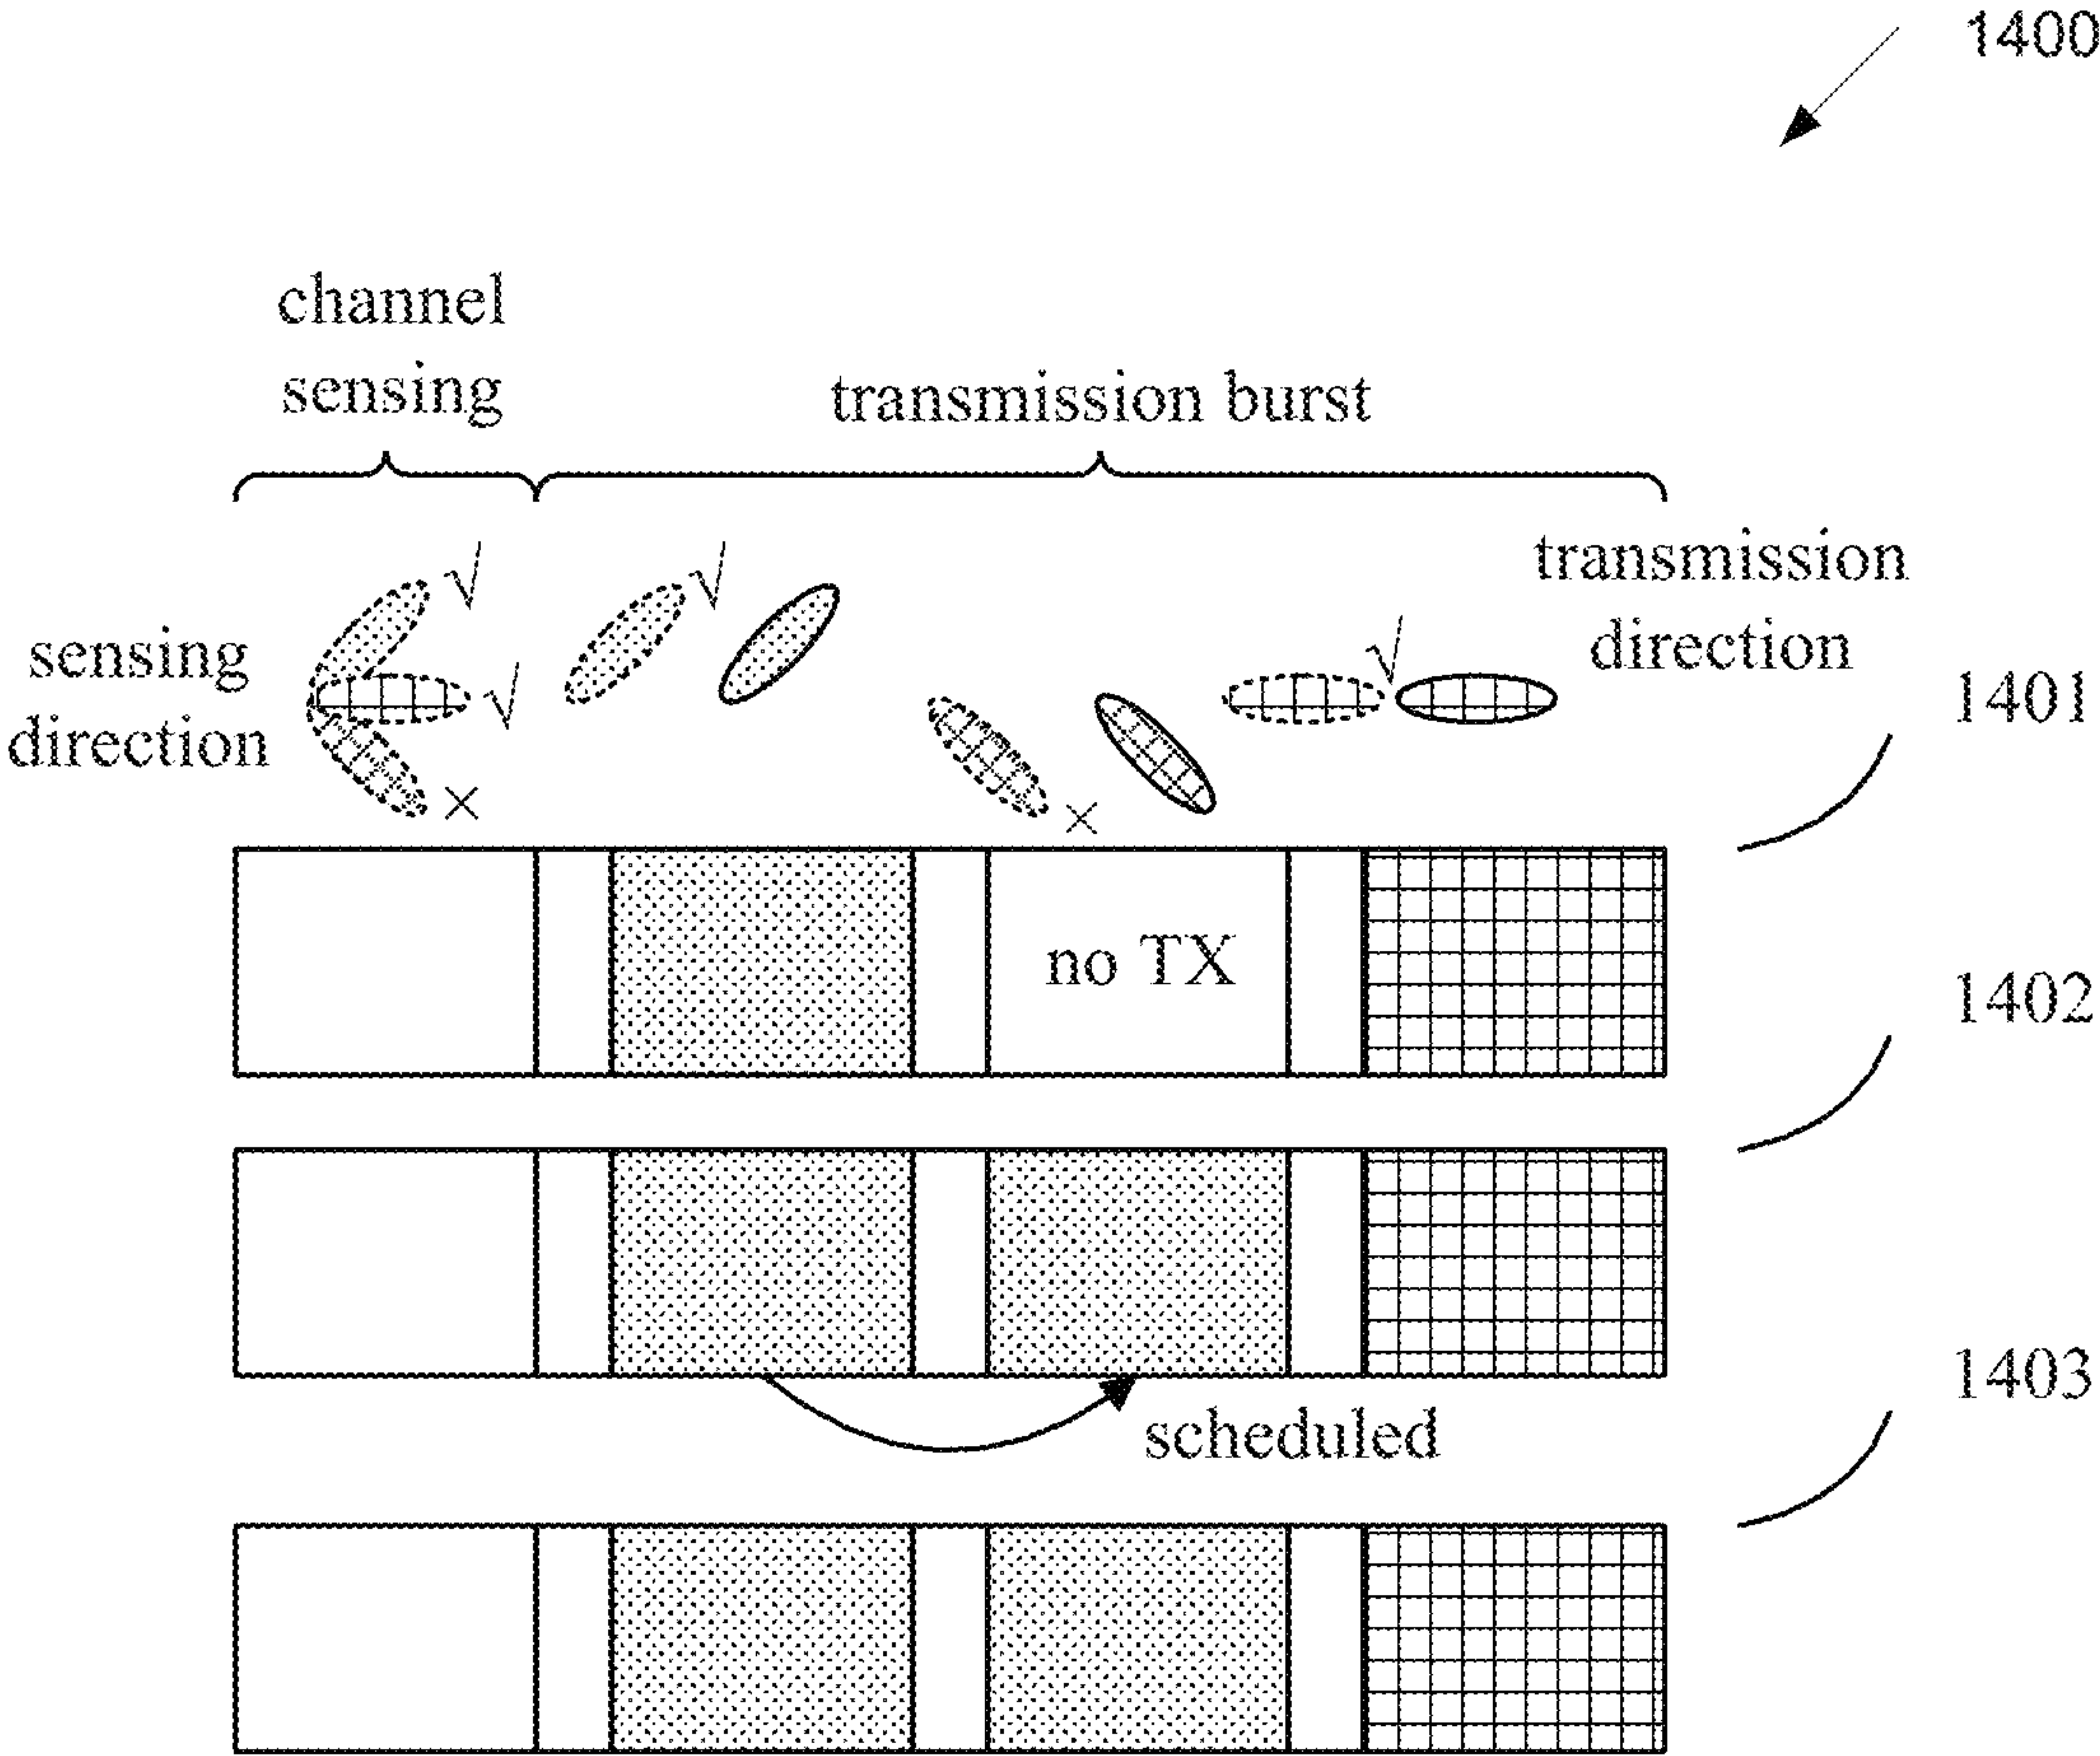 1400
channel
sensing
transmission burst
√
√
√
√
transmission
direction
sensing
direction
×
×
1401
no TX
1402
scheduled
1403